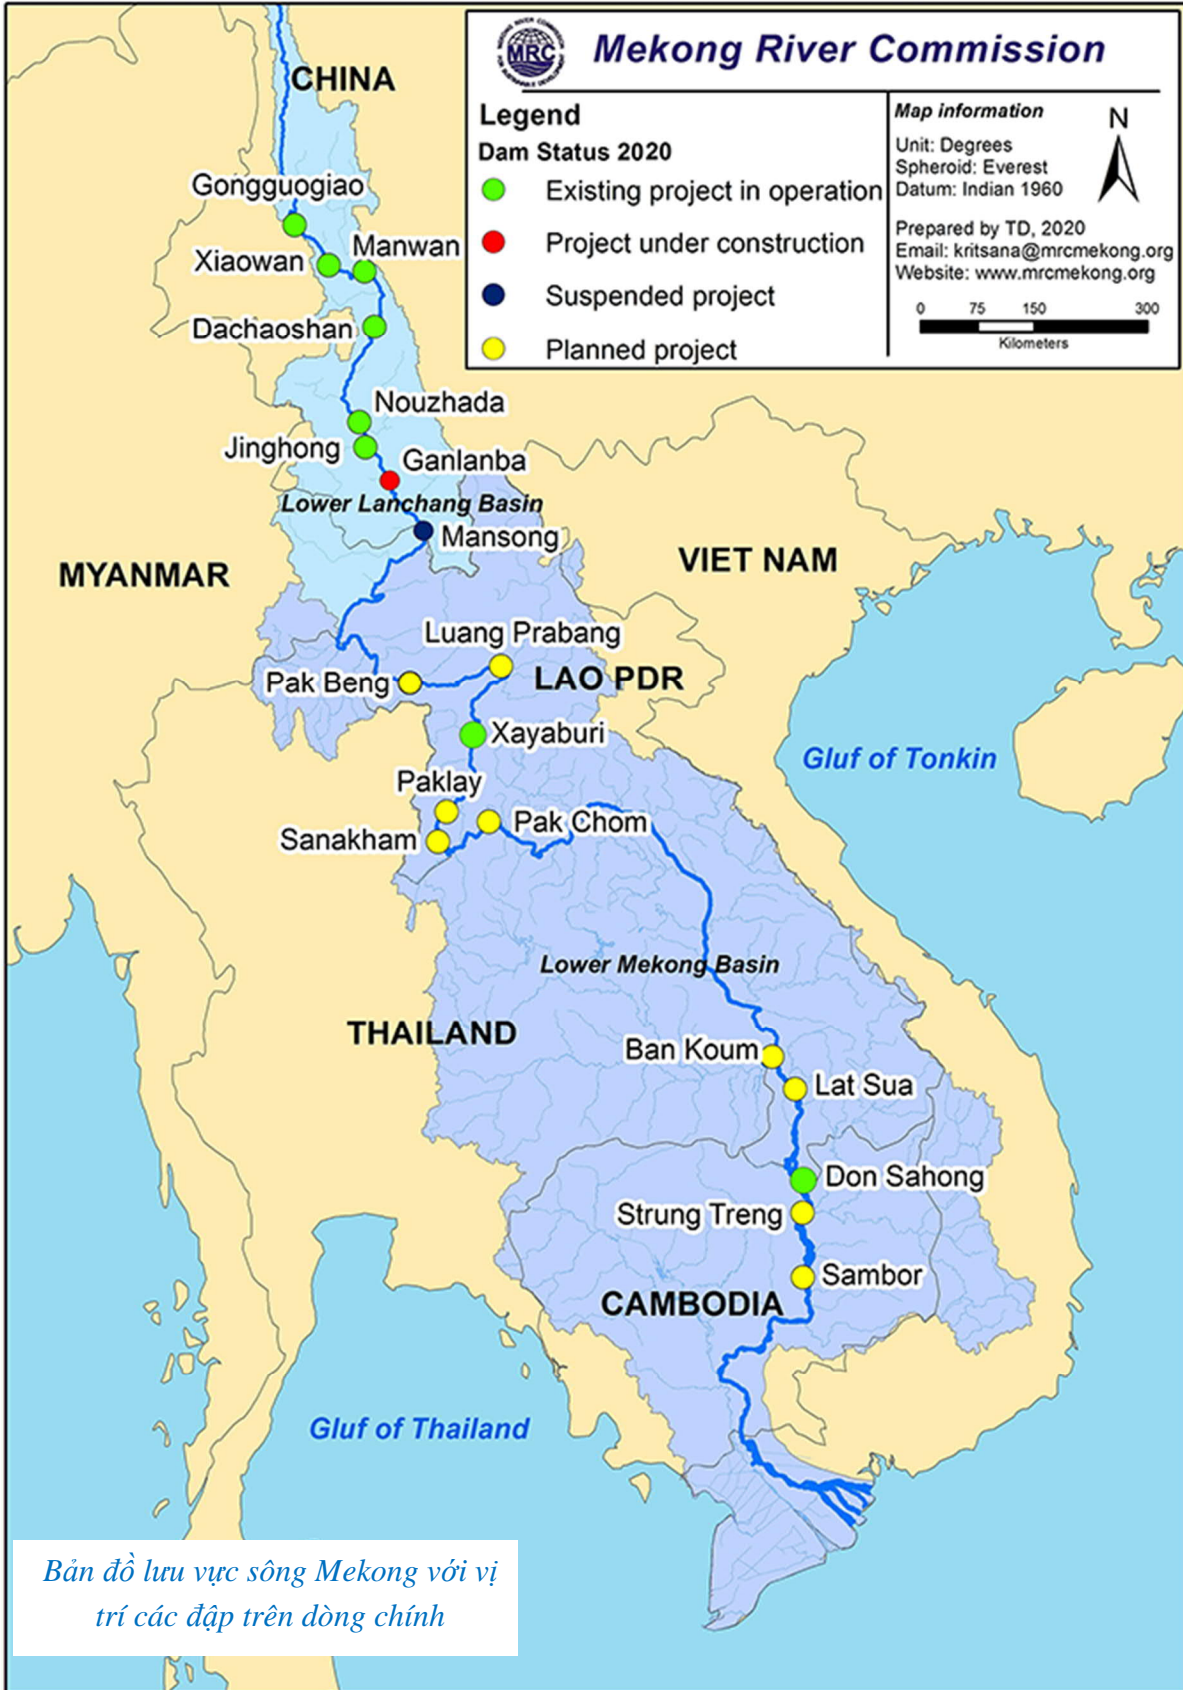 MRC
Mekong River Commission
Legend
Dam Status 2020
Existing project in operation
Project under construction
Suspended project
Planned project
Map information
N
Unit: Degrees
Spheroid: Everest
Datum: Indian 1960
Prepared by TD, 2020
Email: kritsana@mrcmekong.org
Website: www.mrcmekong.org
0 75 150 300
Kilometers
CHINA
Gongguogiao
Xiaowan
Manwan
Dachaoshan
Nouzhada
Jinghong
Ganlanba
Lower Lanchang Basin
Mansong
MYANMAR
VIET NAM
Luang Prabang
Pak Beng
LAO PDR
Xayaburi
Gluf of Tonkin
Paklay
Pak Chom
Sanakham
Lower Mekong Basin
THAILAND
Ban Koum
Lat Sua
Don Sahong
Strung Treng
Sambor
CAMBODIA
Gluf of Thailand
Bản đồ lưu vực sông Mekong với vị
trí các đập trên dòng chính